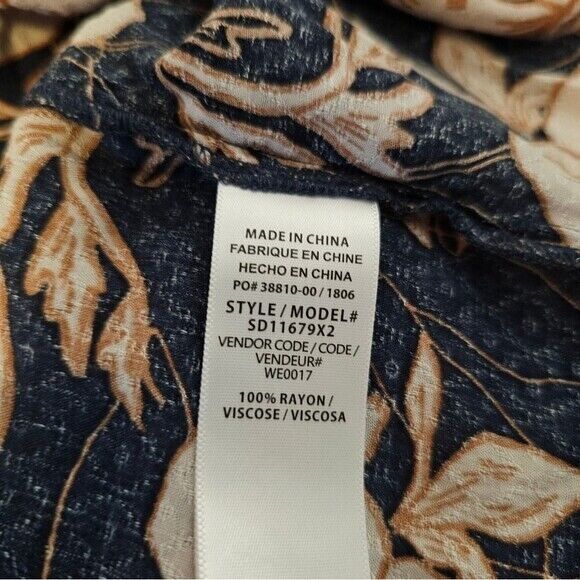 MADE IN CHINA
FABRIQUE EN CHINE
HECHO EN CHINA
PO# 38810-00 / 1806
STYLE / MODEL#
SD11679X2
VENDOR CODE / CODE /
VENDEUR#
WE0017
100% RAYON /
VISCOSE / VISCOSA